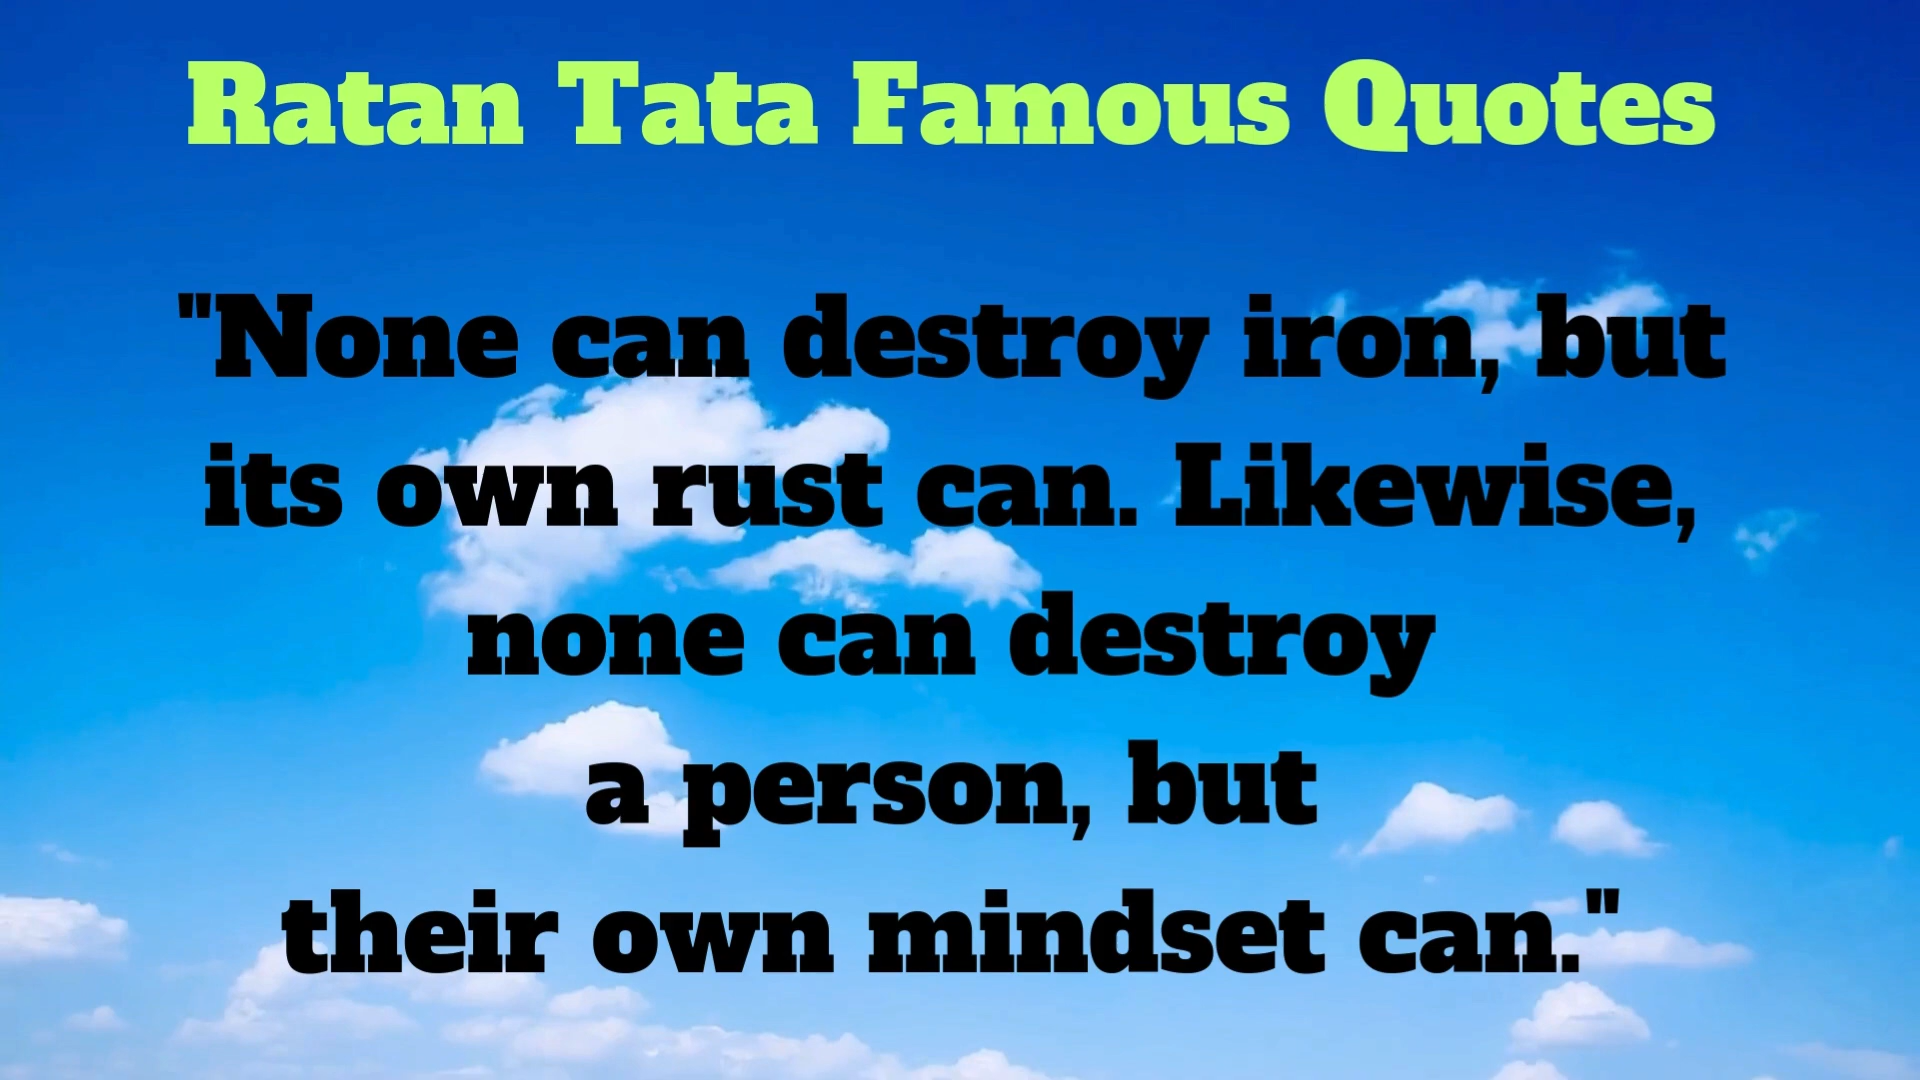 Ratan Tata Famous Quotes
"None can destroy iron, but
its own rust can. Likewise,
none can destroy
a person, but
their own mindset can."